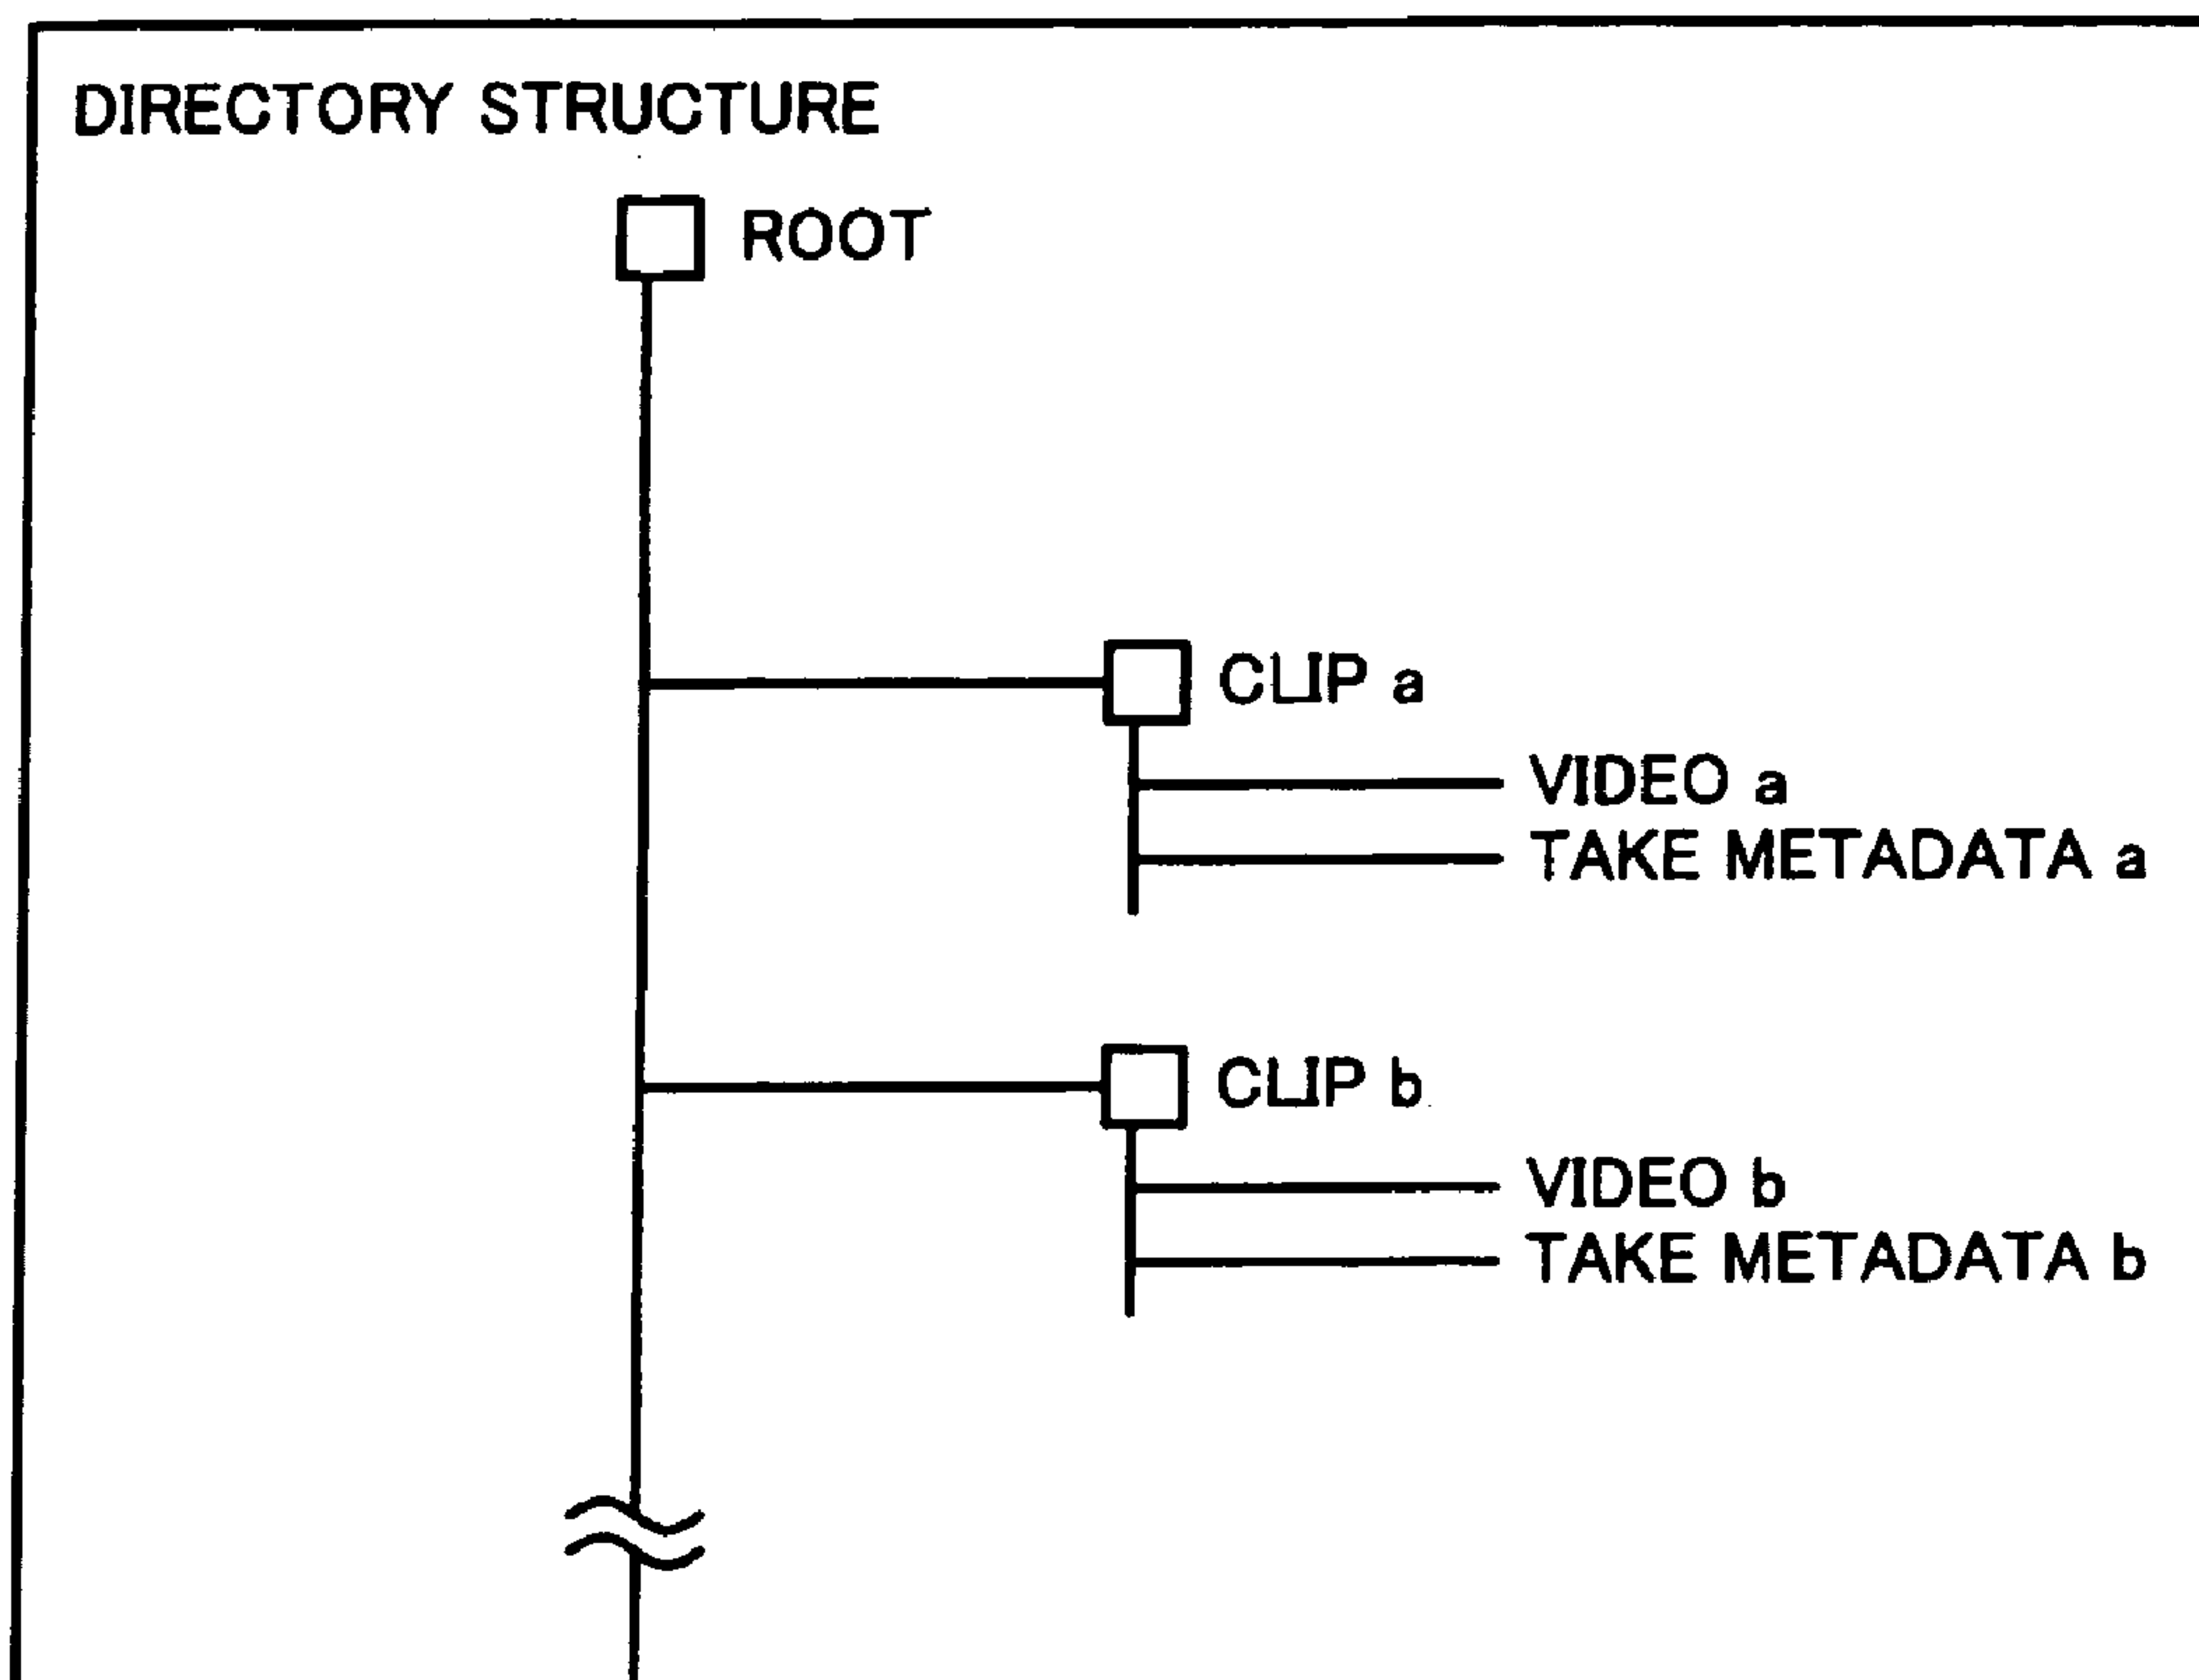 DIRECTORY STRUCTURE
ROOT
CLIP a
VIDEO a
TAKE METADATA a
CLIP b
VIDEO b
TAKE METADATA b